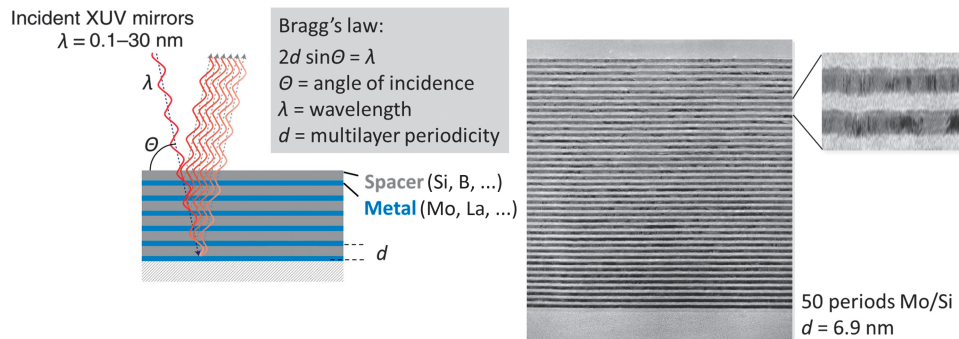 Incident XUV mirrors
λ = 0.1–30 nm
λ
Θ
Bragg's law:
2d sinΘ = λ
Θ = angle of incidence
λ = wavelength
d = multilayer periodicity
Spacer (Si, B, ...)
Metal (Mo, La, ...)
d
50 periods Mo/Si
d = 6.9 nm